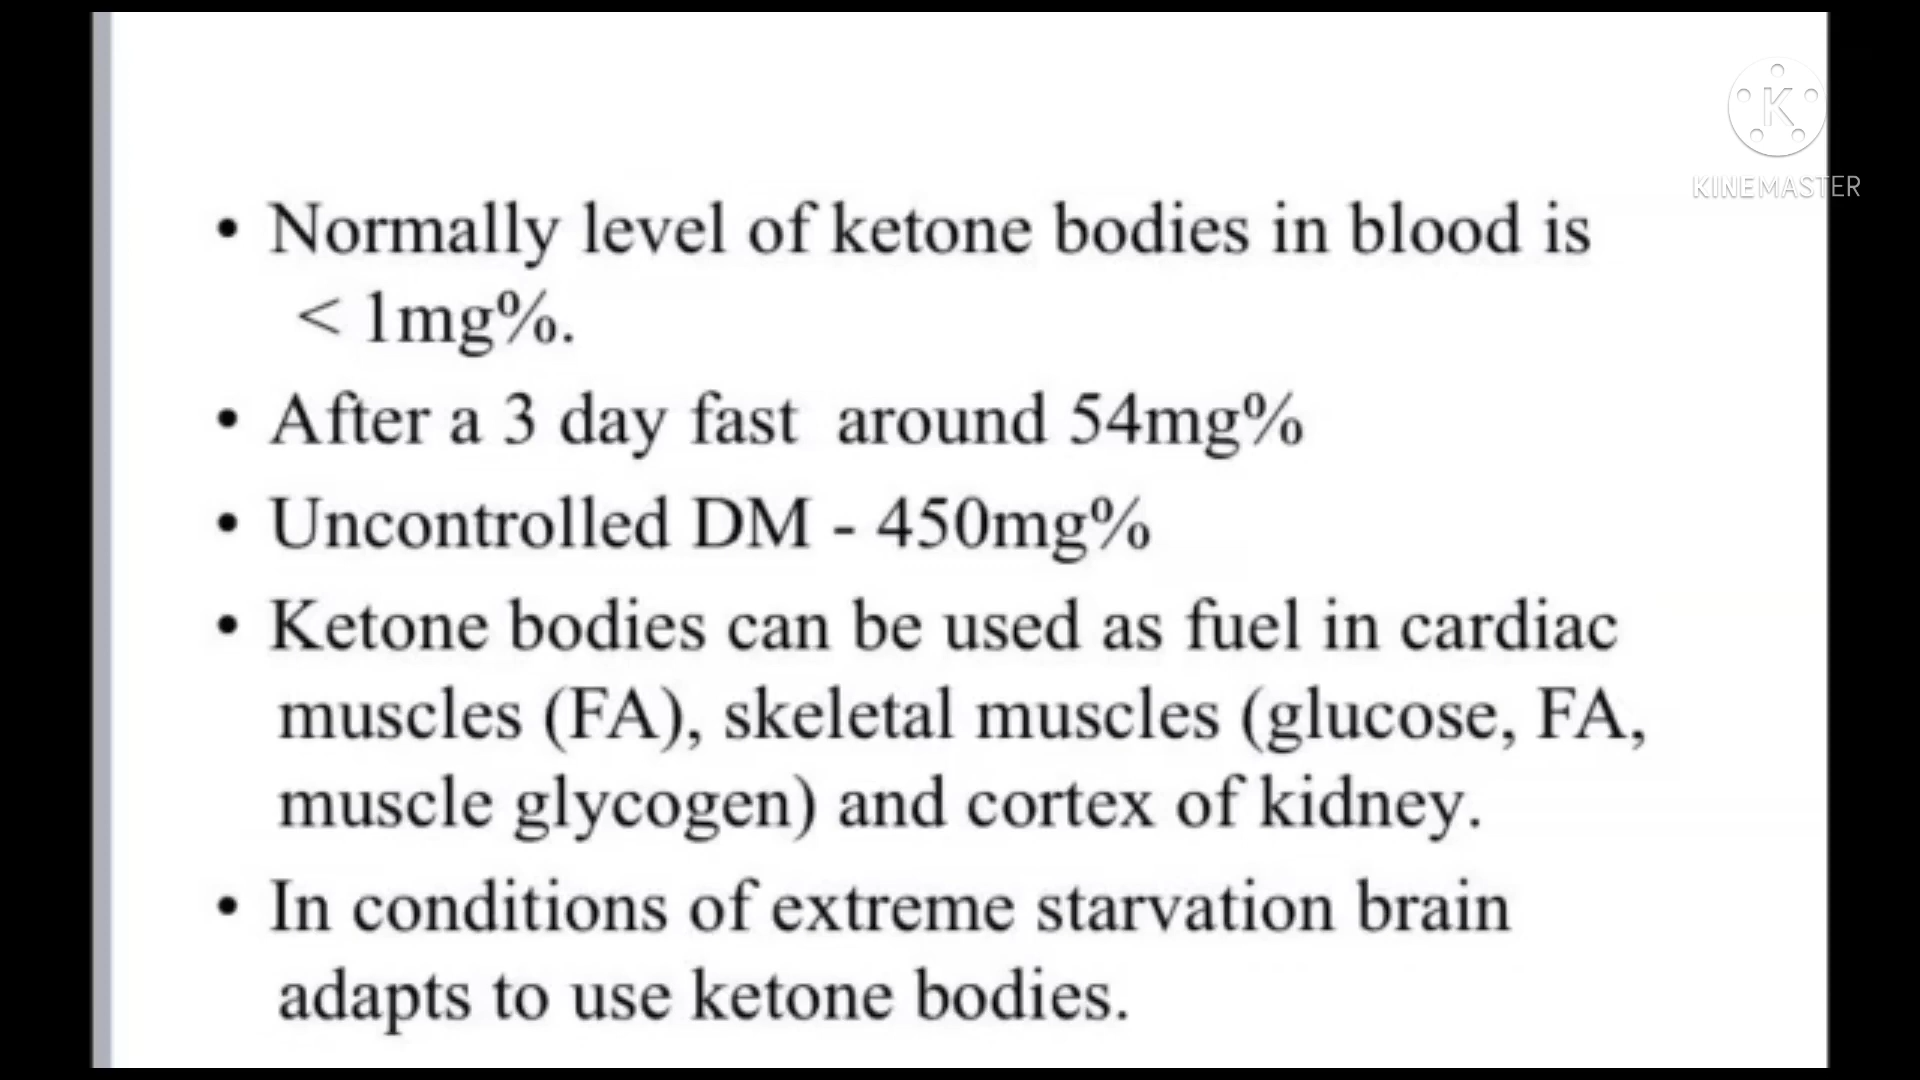 K
KINEMASTER
• Normally level of ketone bodies in blood is
< 1mg%.
• After a 3 day fast around 54mg%
• Uncontrolled DM - 450mg%
• Ketone bodies can be used as fuel in cardiac
muscles (FA), skeletal muscles (glucose, FA,
muscle glycogen) and cortex of kidney.
• In conditions of extreme starvation brain
adapts to use ketone bodies.